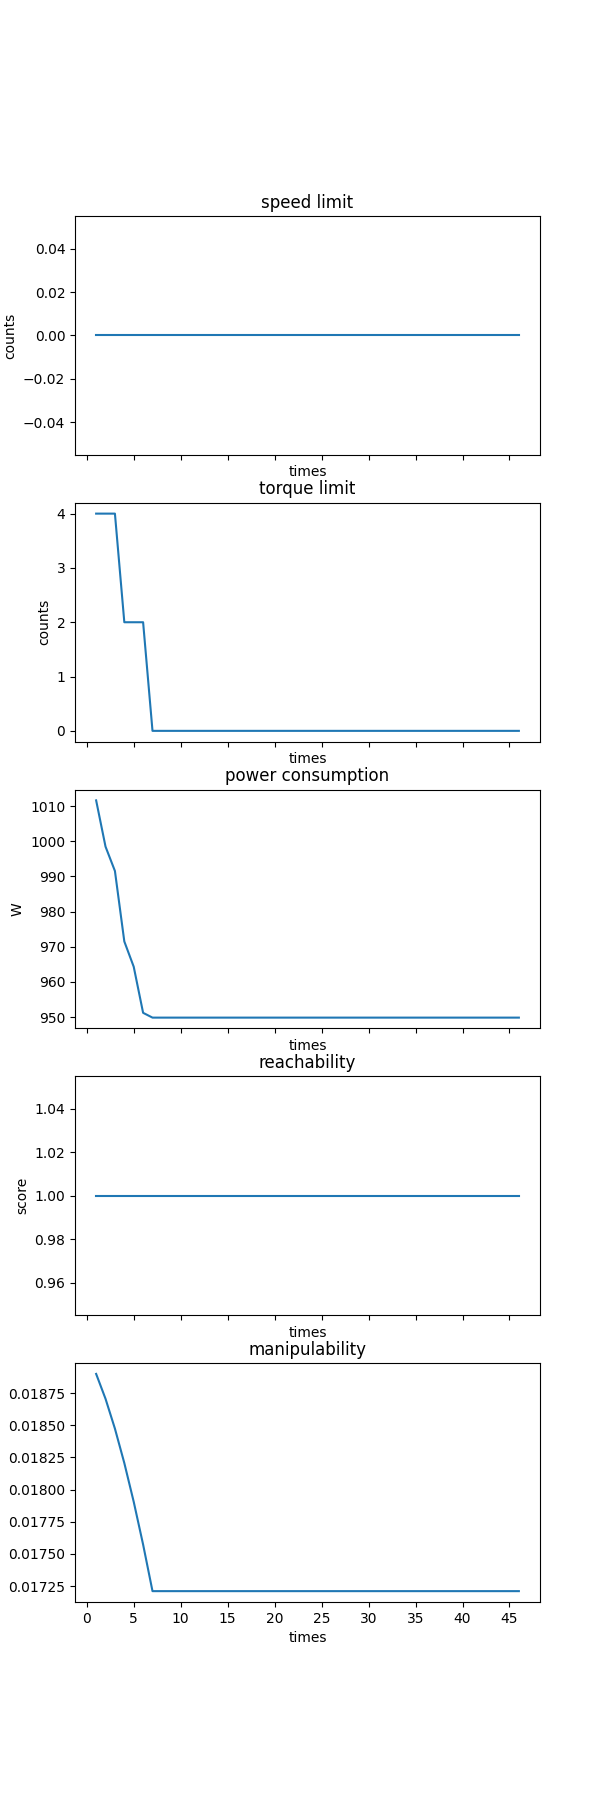 speed limit
counts
0.04
0.02
0.00
−0.02
−0.04
times
torque limit
counts
4
3
2
1
0
times
power consumption
W
1010
1000
990
980
970
960
950
times
reachability
score
1.04
1.02
1.00
0.98
0.96
times
manipulability
0.01875
0.01850
0.01825
0.01800
0.01775
0.01750
0.01725
0 5 10 15 20 25 30 35 40 45
times